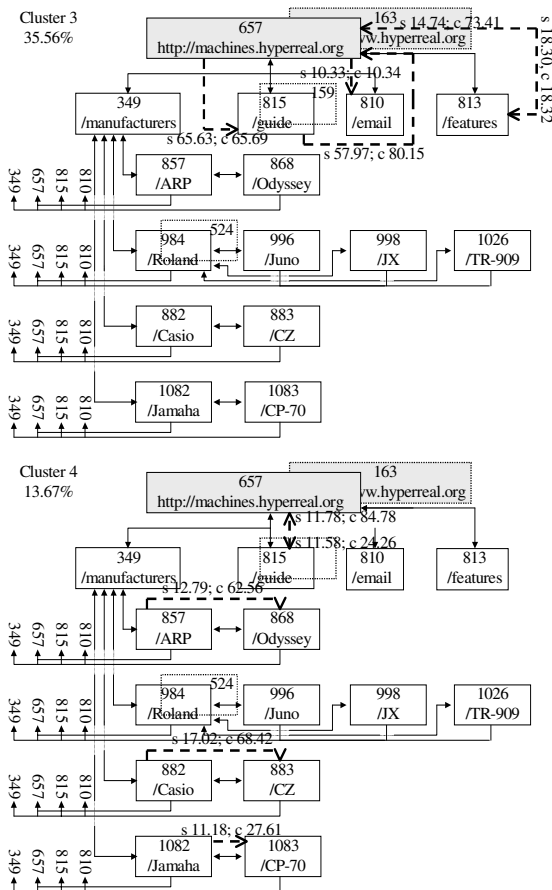 Cluster 3
35.56%
657
http://machines.hyperreal.org
163
www.hyperreal.org
s 14.74; c 73.41
s 18.30; c 18.32
s 10.33; c 10.34
349
/manufacturers
815
/guide
159
810
/email
813
/features
s 65.63; c 65.69
s 57.97; c 80.15
857
/ARP
868
/Odyssey
349
657
815
810
984
/Roland
524
996
/Juno
998
/JX
1026
/TR-909
349
657
815
810
882
/Casio
883
/CZ
349
657
815
810
1082
/Jamaha
1083
/CP-70
349
657
815
810
Cluster 4
13.67%
657
http://machines.hyperreal.org
163
www.hyperreal.org
s 11.78; c 84.78
s 11.58; c 24.26
349
/manufacturers
815
/guide
810
/email
813
/features
s 12.79; c 62.56
857
/ARP
868
/Odyssey
349
657
815
810
984
/Roland
524
996
/Juno
998
/JX
1026
/TR-909
349
657
815
810
s 17.02; c 68.42
882
/Casio
883
/CZ
349
657
815
810
s 11.18; c 27.61
1082
/Jamaha
1083
/CP-70
349
657
815
810